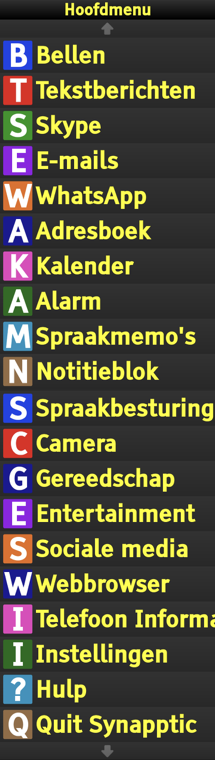 Hoofdmenu
B Bellen
T Tekstberichten
S Skype
E E-mails
W WhatsApp
A Adresboek
K Kalender
A Alarm
M Spraakmemo's
N Notitieblok
S Spraakbesturing
C Camera
G Gereedschap
E Entertainment
S Sociale media
W Webbrowser
I Telefoon Informa
I Instellingen
? Hulp
Q Quit Synapptic